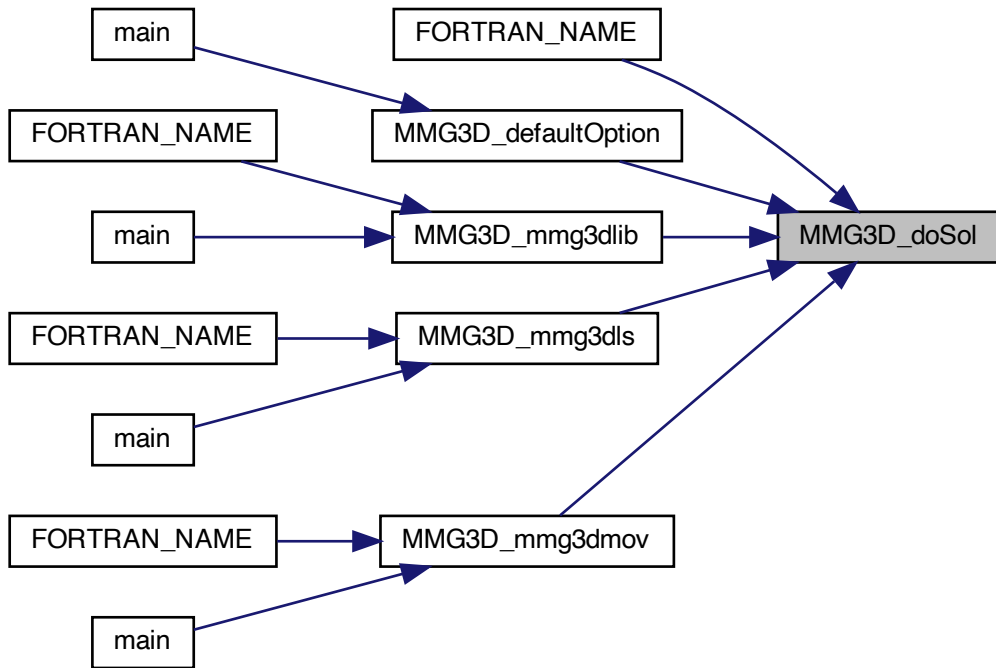 main
FORTRAN_NAME
FORTRAN_NAME
MMG3D_defaultOption
main
MMG3D_mmg3dlib
MMG3D_doSol
FORTRAN_NAME
MMG3D_mmg3dls
main
FORTRAN_NAME
MMG3D_mmg3dmov
main